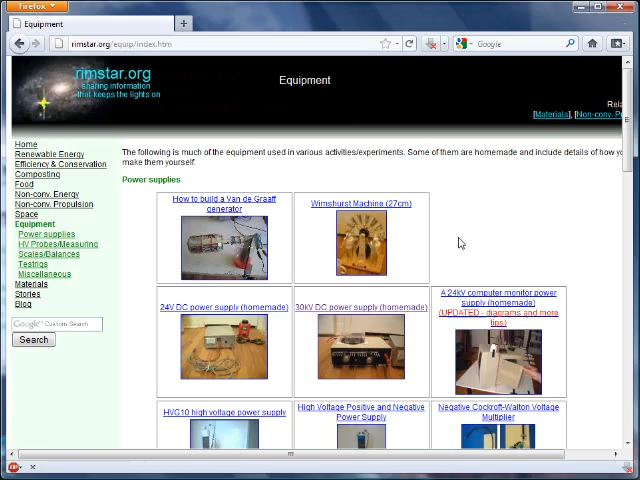 Firefox
Equipment
rimstar.org/equip/index.htm
Google
rimstar.org
sharing information
that keeps the lights on
Equipment
[Materials], [Non-conv.
Home
Renewable Energy
Efficiency & Conservation
Composting
Food
Non-conv. Energy
Non-conv. Propulsion
Space
Equipment
Power supplies
HV Probes/Measuring
Scales/Balances
Testrigs
Miscellaneous
Materials
Stories
Blog
Google™ Custom Search
Search
The following is much of the equipment used in various activities/experiments. Some of them are homemade and include details of how
make them yourself.
Power supplies
How to build a Van de Graaff
generator
Wimshurst Machine (27cm)
24V DC power supply (homemade)
30kV DC power supply (homemade)
A 24kV computer monitor power
supply (homemade)
(UPDATED - diagrams and more
tips)
HVG10 high voltage power supply
High Voltage Positive and Negative
Power Supply
Negative Cockroft-Walton Voltage
Multiplier